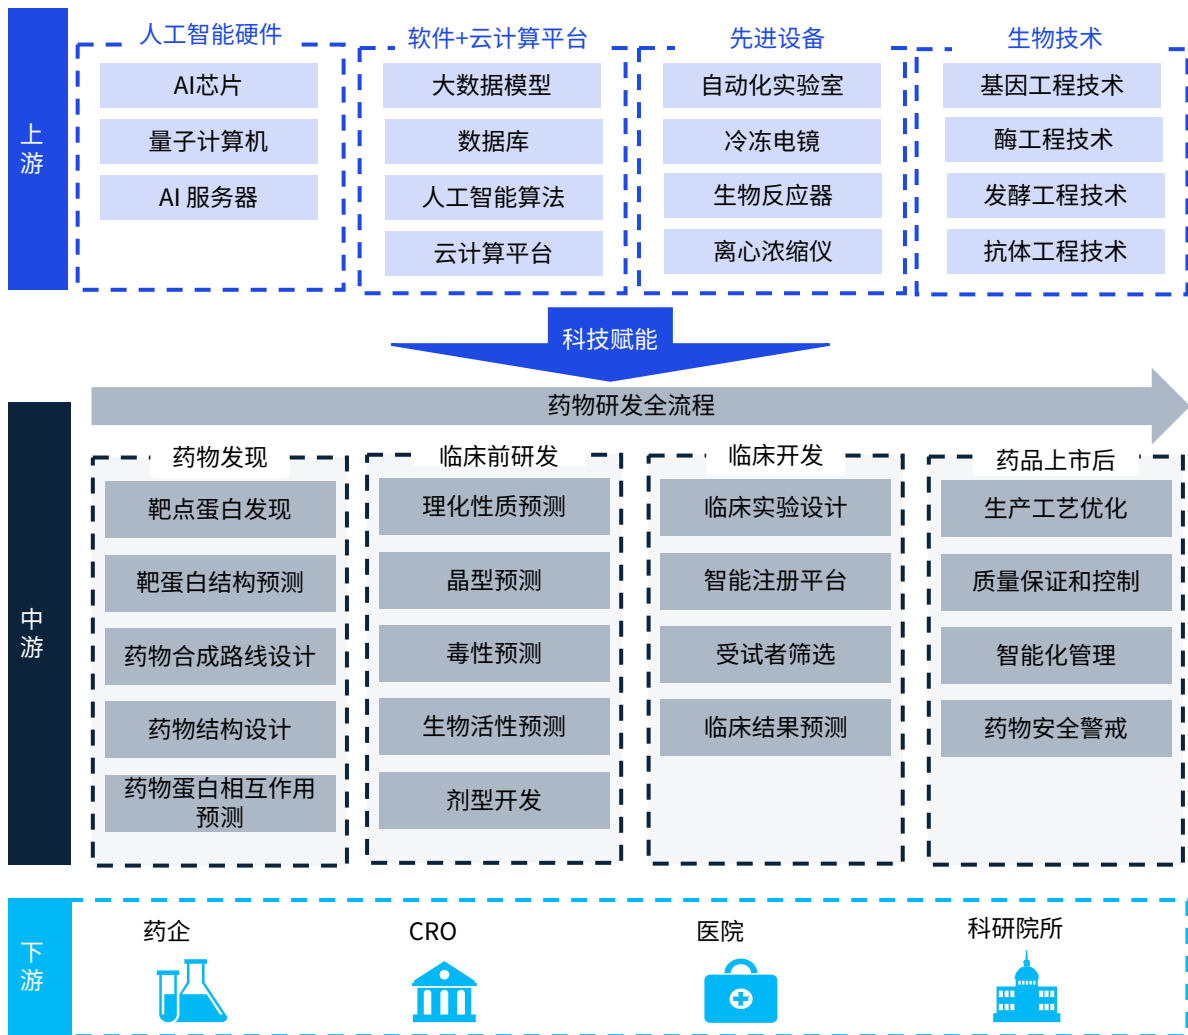 上
游
人工智能硬件
AI芯片
量子计算机
AI 服务器
软件+云计算平台
大数据模型
数据库
人工智能算法
云计算平台
先进设备
自动化实验室
冷冻电镜
生物反应器
离心浓缩仪
生物技术
基因工程技术
酶工程技术
发酵工程技术
抗体工程技术
科技赋能
药物研发全流程
中
游
药物发现
靶点蛋白发现
靶蛋白结构预测
药物合成路线设计
药物结构设计
药物蛋白相互作用
预测
临床前研发
理化性质预测
晶型预测
毒性预测
生物活性预测
剂型开发
临床开发
临床实验设计
智能注册平台
受试者筛选
临床结果预测
药品上市后
生产工艺优化
质量保证和控制
智能化管理
药物安全警戒
下
游
药企
CRO
医院
科研院所